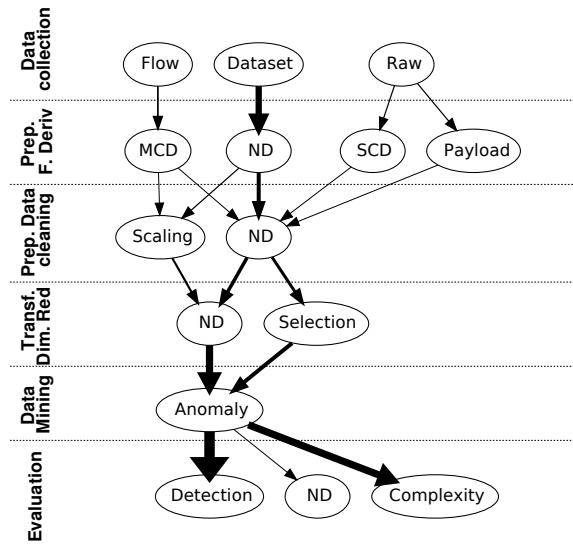 Data
collection
Flow
Dataset
Raw
Prep.
F. Deriv
MCD
ND
SCD
Payload
Prep. Data
cleaning
Scaling
ND
Transf.
Dim. Red
ND
Selection
Data
Mining
Anomaly
Evaluation
Detection
ND
Complexity